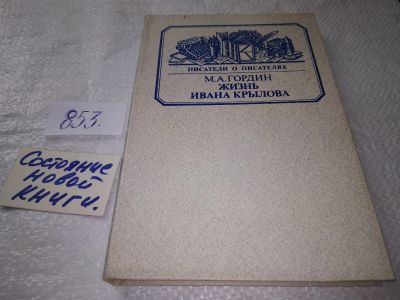 ПИСАТЕЛИ О ПИСАТЕЛЯХ
М.А.ГОРДИН
ЖИЗНЬ
ИВАНА КРЫЛОВА
853.
Состояние
новой
книги.